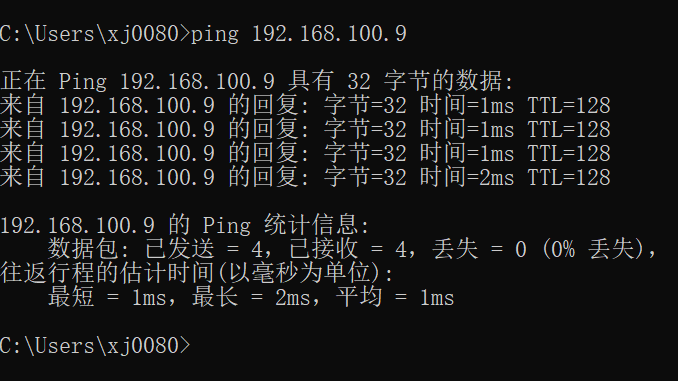 C:\Users\xj0080>ping 192.168.100.9
正在 Ping 192.168.100.9 具有 32 字节的数据:
来自 192.168.100.9 的回复: 字节=32 时间=1ms TTL=128
来自 192.168.100.9 的回复: 字节=32 时间=1ms TTL=128
来自 192.168.100.9 的回复: 字节=32 时间=1ms TTL=128
来自 192.168.100.9 的回复: 字节=32 时间=2ms TTL=128
192.168.100.9 的 Ping 统计信息:
数据包: 已发送 = 4，已接收 = 4，丢失 = 0 (0% 丢失)，
往返行程的估计时间(以毫秒为单位):
最短 = 1ms，最长 = 2ms，平均 = 1ms
C:\Users\xj0080>